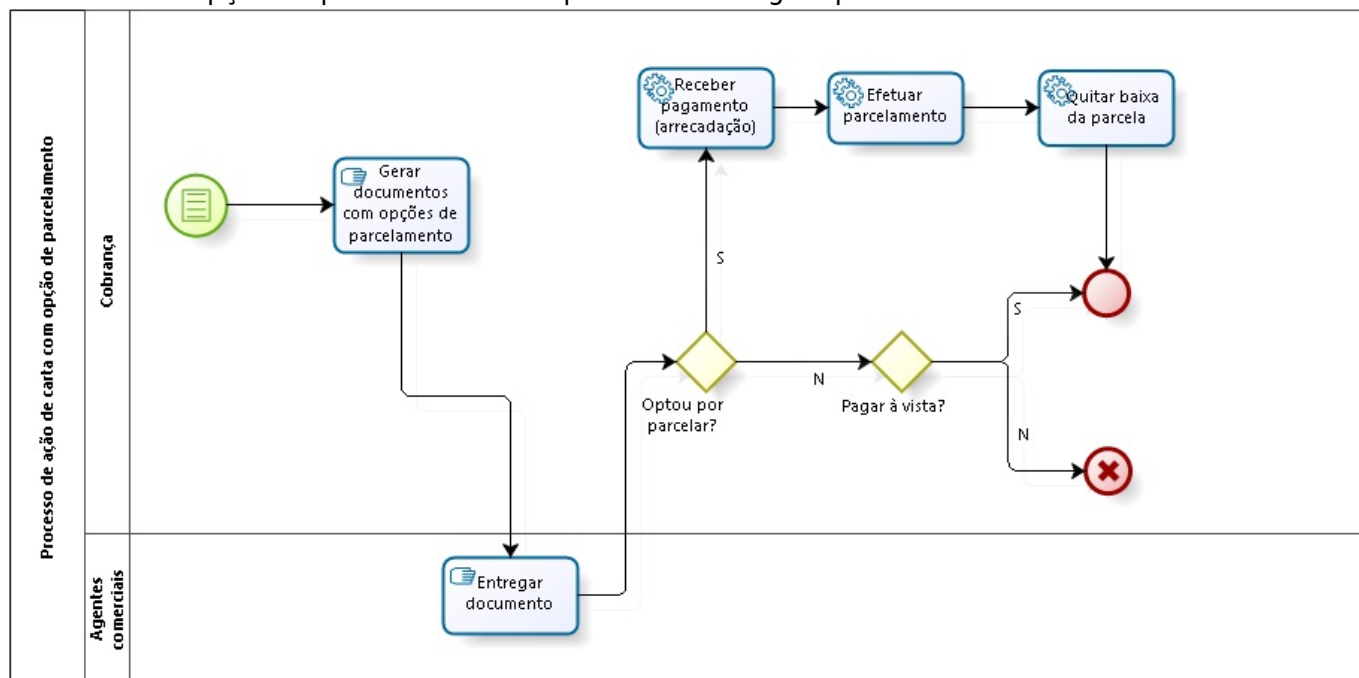 Processo de ação de carta com opção de parcelamento
Cobrança
Gerar
documentos
com opções de
parcelamento
Receber
pagamento
(arrecadação)
Efetuar
parcelamento
Quitar baixa
da parcela
S
Optou por
parcelar?
N
Pagar à vista?
S
N
Agentes
comerciais
Entregar
documento